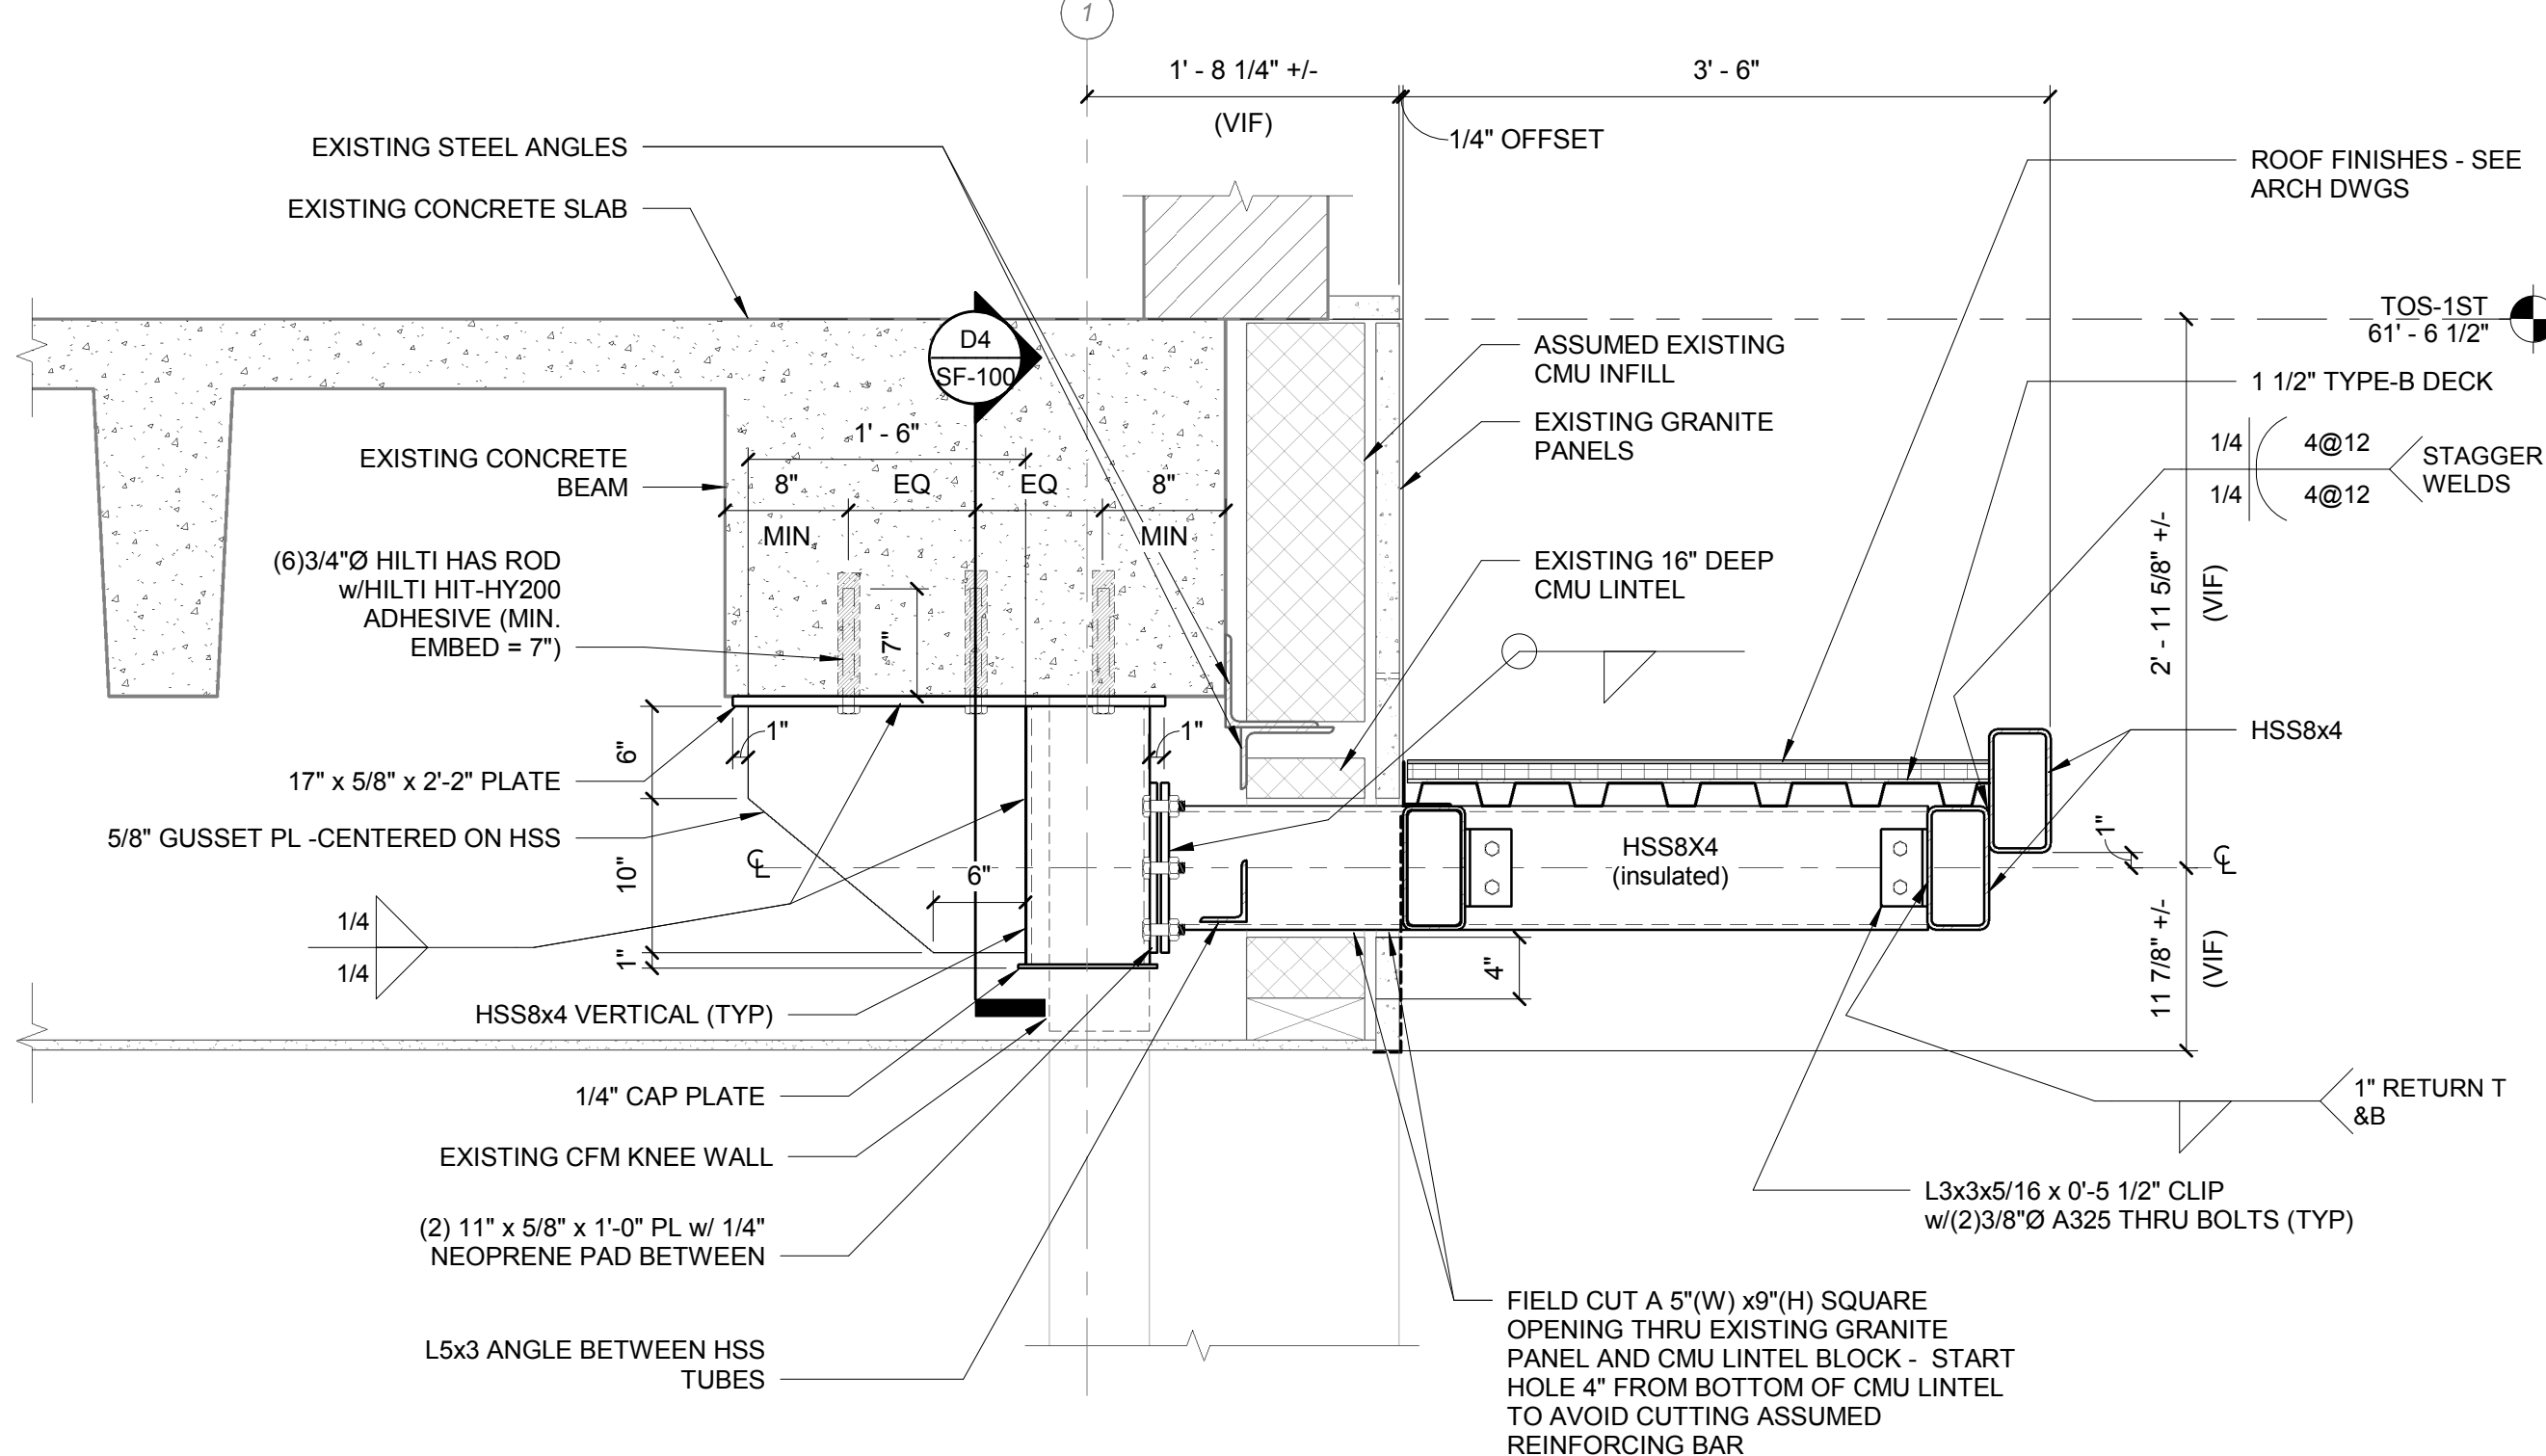 1
1' - 8 1/4" +/-
(VIF)
3' - 6"
1/4" OFFSET
EXISTING STEEL ANGLES
EXISTING CONCRETE SLAB
ROOF FINISHES - SEE
ARCH DWGS
TOS-1ST
61' - 6 1/2"
D4
SF-100
ASSUMED EXISTING
CMU INFILL
1 1/2" TYPE-B DECK
EXISTING GRANITE
PANELS
1/4
4@12
1/4
4@12
STAGGER
WELDS
1' - 6"
EXISTING CONCRETE
BEAM
8"
MIN
EQ
EQ
8"
MIN
2' - 11 5/8" +/-
(VIF)
(6)3/4"Ø HILTI HAS ROD
w/HILTI HIT-HY200
ADHESIVE (MIN.
EMBED = 7")
7"
EXISTING 16" DEEP
CMU LINTEL
1"
1"
6"
HSS8x4
17" x 5/8" x 2'-2" PLATE
5/8" GUSSET PL -CENTERED ON HSS
10"
℄
6"
HSS8X4
(insulated)
1"
℄
1/4
1/4
1"
4"
11 7/8" +/-
(VIF)
HSS8x4 VERTICAL (TYP)
1/4" CAP PLATE
1" RETURN T
&B
EXISTING CFM KNEE WALL
L3x3x5/16 x 0'-5 1/2" CLIP
w/(2)3/8"Ø A325 THRU BOLTS (TYP)
(2) 11" x 5/8" x 1'-0" PL w/ 1/4"
NEOPRENE PAD BETWEEN
L5x3 ANGLE BETWEEN HSS
TUBES
FIELD CUT A 5"(W) x9"(H) SQUARE
OPENING THRU EXISTING GRANITE
PANEL AND CMU LINTEL BLOCK - START
HOLE 4" FROM BOTTOM OF CMU LINTEL
TO AVOID CUTTING ASSUMED
REINFORCING BAR